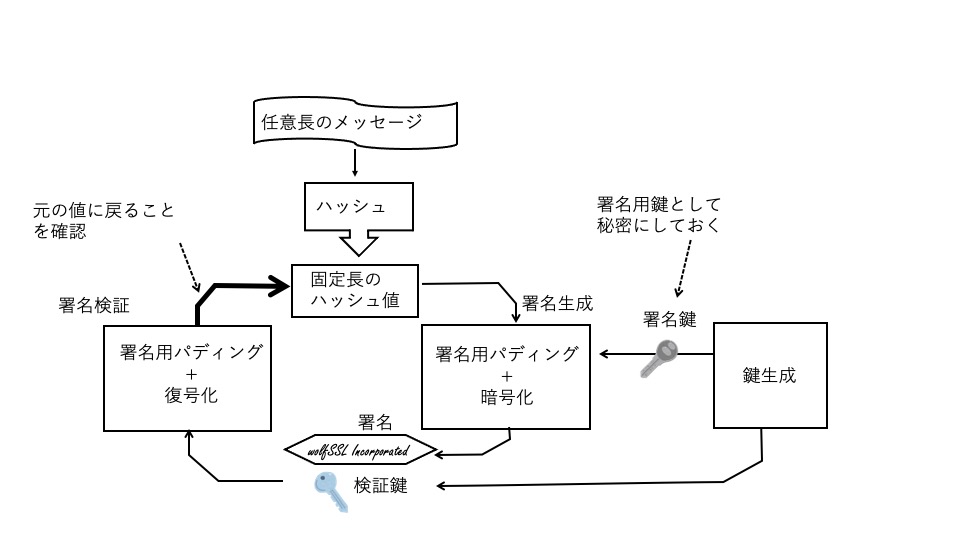 任意長のメッセージ
ハッシュ
元の値に戻ること
を確認
署名用鍵として
秘密にしておく
固定長の
ハッシュ値
署名検証
署名生成
署名鍵
署名用パディング
+
復号化
署名用パディング
+
暗号化
鍵生成
署名
wolfSSL Incorporated
検証鍵